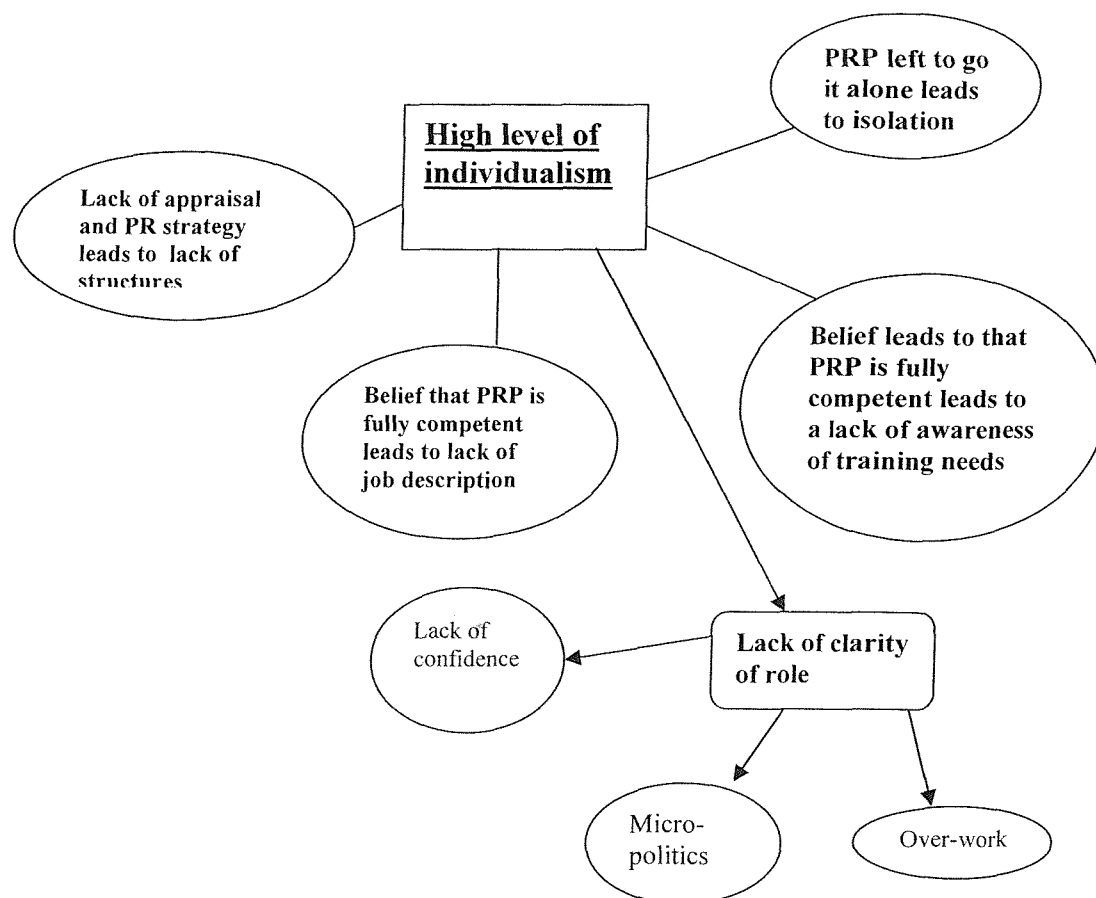 PRP left to go
it alone leads
to isolation
High level of
individualism
Lack of appraisal
and PR strategy
leads to lack of
structures
Belief leads to that
PRP is fully
competent leads to
a lack of awareness
of training needs
Belief that PRP is
fully competent
leads to lack of
job description
Lack of
confidence
Lack of clarity
of role
Micro-
politics
Over-work